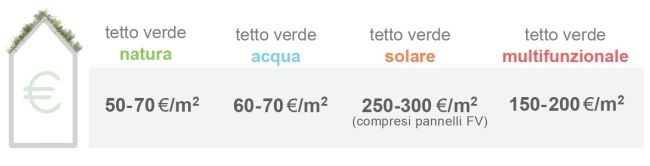 tetto verde natura
tetto verde acqua
tetto verde solare
tetto verde multifunzionale
€
50-70 €/m²
60-70 €/m²
250-300 €/m²
(compresi pannelli FV)
150-200 €/m²